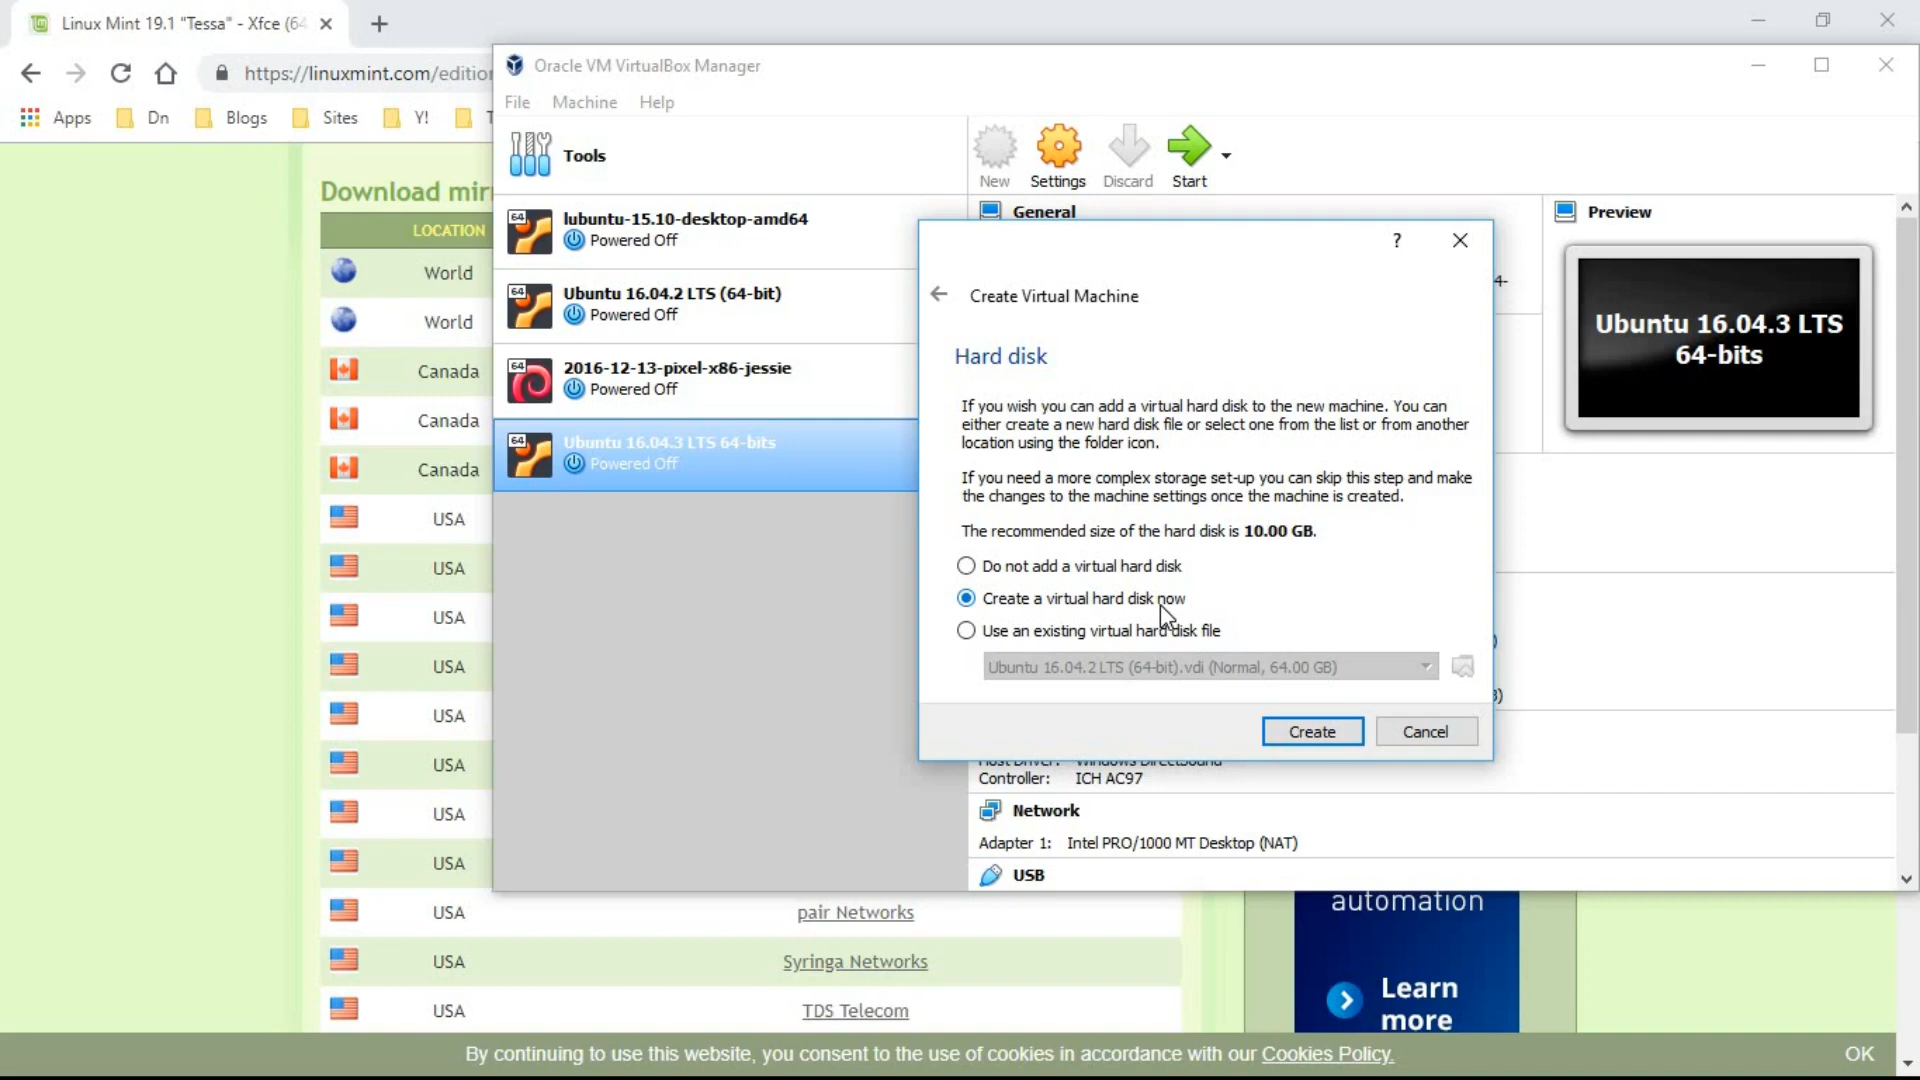 Linux Mint 19.1 "Tessa" - Xfce (64
https://linuxmint.com/edition
Apps
Dn
Blogs
Sites
Y!
Oracle VM VirtualBox Manager
File Machine Help
Tools
New
Settings
Discard
Start
lubuntu-15.10-desktop-amd64
Powered Off
Ubuntu 16.04.2 LTS (64-bit)
Powered Off
2016-12-13-pixel-x86-jessie
Powered Off
Ubuntu 16.04.3 LTS 64-bits
Powered Off
64
64
64
64
General
Preview
Ubuntu 16.04.3 LTS
64-bits
4-
?
Create Virtual Machine
Hard disk
If you wish you can add a virtual hard disk to the new machine. You can
either create a new hard disk file or select one from the list or from another
location using the folder icon.
If you need a more complex storage set-up you can skip this step and make
the changes to the machine settings once the machine is created.
The recommended size of the hard disk is 10.00 GB.
Do not add a virtual hard disk
Create a virtual hard disk now
Use an existing virtual hard disk file
Ubuntu 16.04.2 LTS (64-bit).vdi (Normal, 64.00 GB)
Create
Cancel
Host Driver: Windows DirectSound
Controller: ICH AC97
Network
Adapter 1: Intel PRO/1000 MT Desktop (NAT)
USB
Download mir
LOCATION
World
World
Canada
Canada
Canada
USA
USA
USA
USA
USA
USA
USA
USA
USA pair Networks
USA Syringa Networks
USA TDS Telecom
automation
Learn
more
By continuing to use this website, you consent to the use of cookies in accordance with our Cookies Policy.
OK